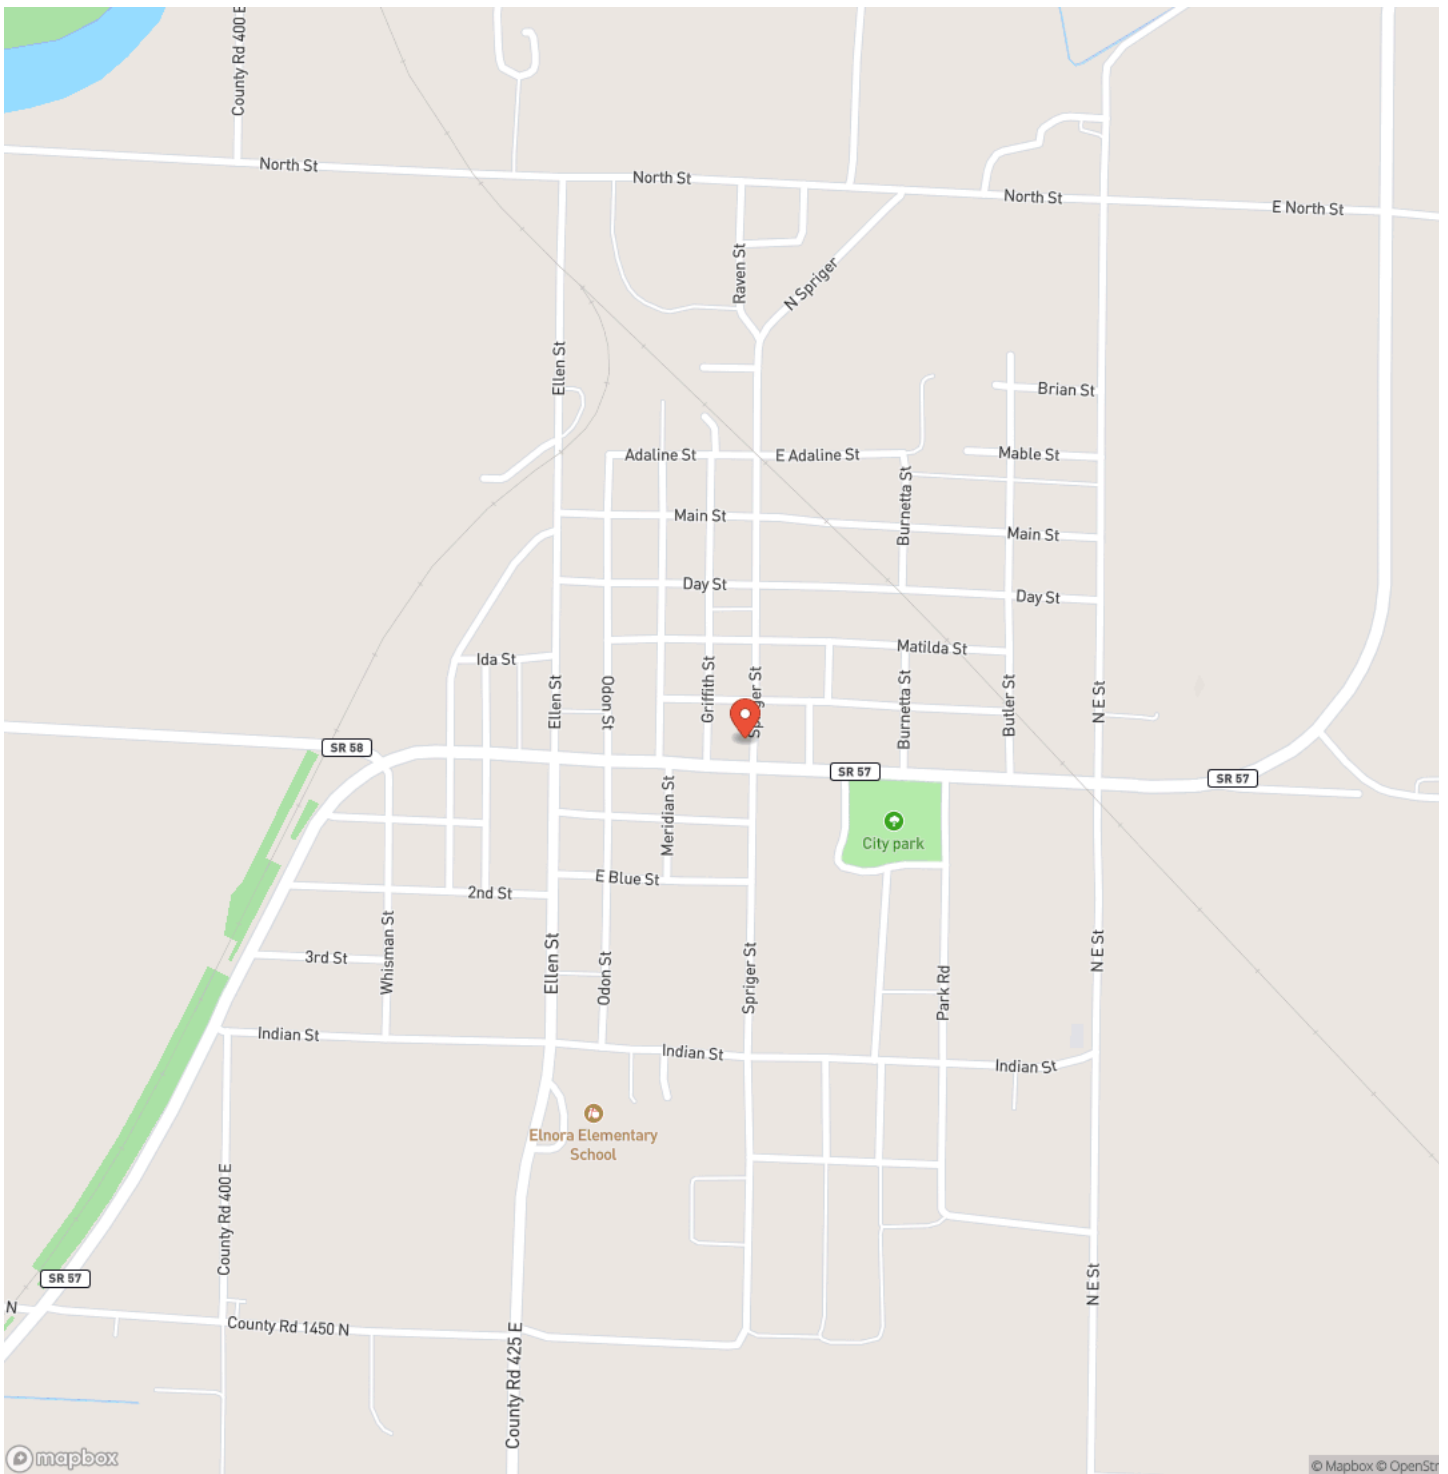 County Rd 400 E
North St
North St
North St
E North St
Raven St
N Spriger
Ellen St
Brian St
Adaline St
E Adaline St
Mable St
Burnetta St
Main St
Main St
Day St
Day St
Matilda St
Ida St
Ellen St
Odon St
Griffith St
Spriger St
Burnetta St
Butler St
N E St
SR 58
SR 57
SR 57
Meridian St
City park
E Blue St
2nd St
Whisman St
3rd St
Ellen St
Odon St
Spriger St
Park Rd
N E St
Indian St
Indian St
Indian St
Elnora Elementary
School
County Rd 400 E
SR 57
N E St
N
County Rd 1450 N
County Rd 425 E
mapbox
© Mapbox © OpenStr